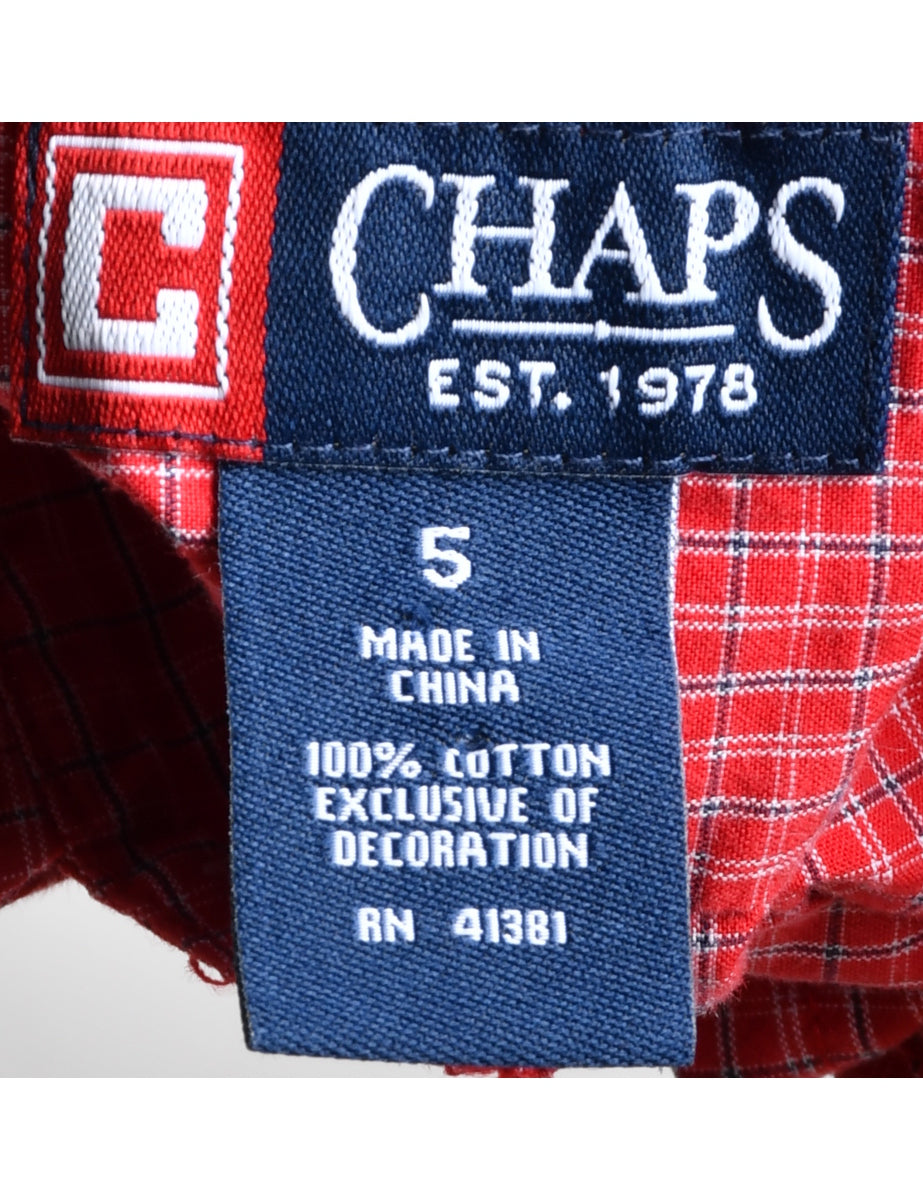 C
CHAPS
EST. 1978
5
MADE IN
CHINA
100% COTTON
EXCLUSIVE OF
DECORATION
RN 41381